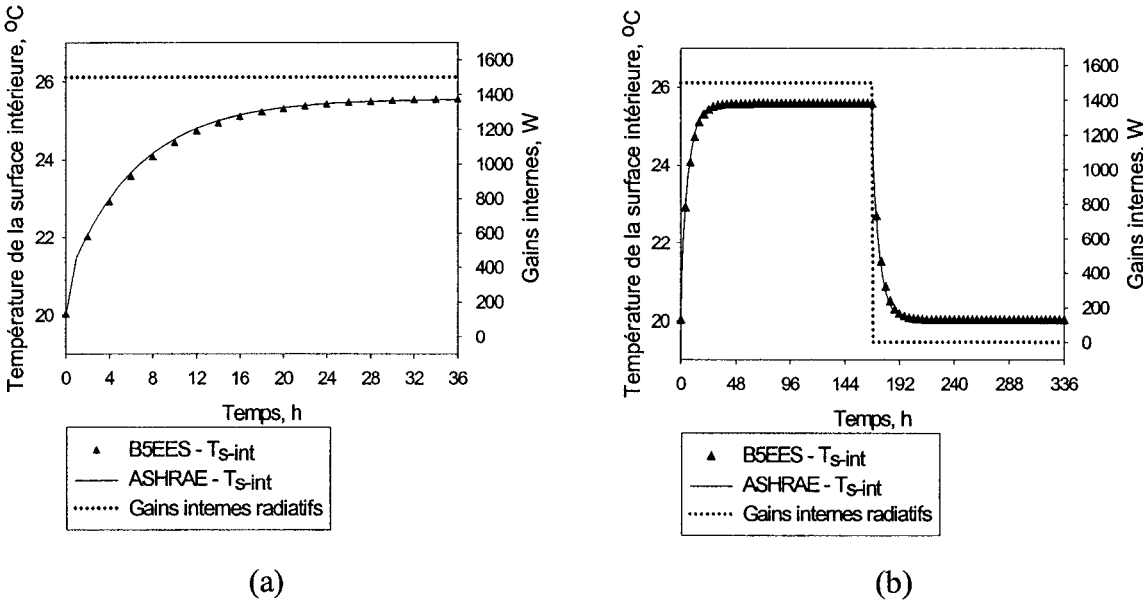 Température de la surface intérieure, °C
26
24
22
20
1600
1400
1200
1000
800
600
400
200
0
Gains internes, W
0 4 8 12 16 20 24 28 32 36
Temps, h
B5EES - Ts-int
ASHRAE - Ts-int
Gains internes radiatifs
(a)
Température de la surface intérieure, °C
26
24
22
20
1600
1400
1200
1000
800
600
400
200
0
Gains internes, W
0 48 96 144 192 240 288 336
Temps, h
B5EES - Ts-int
ASHRAE - Ts-int
Gains internes radiatifs
(b)